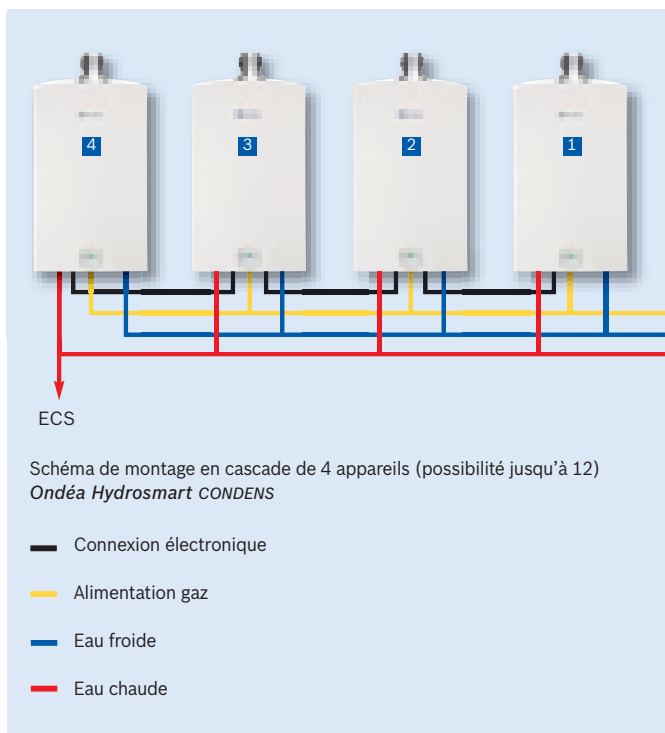 4
3
2
1
ECS
Schéma de montage en cascade de 4 appareils (possibilité jusqu'à 12)
Ondéa Hydrosmart CONDENS
Connexion électronique
Alimentation gaz
Eau froide
Eau chaude